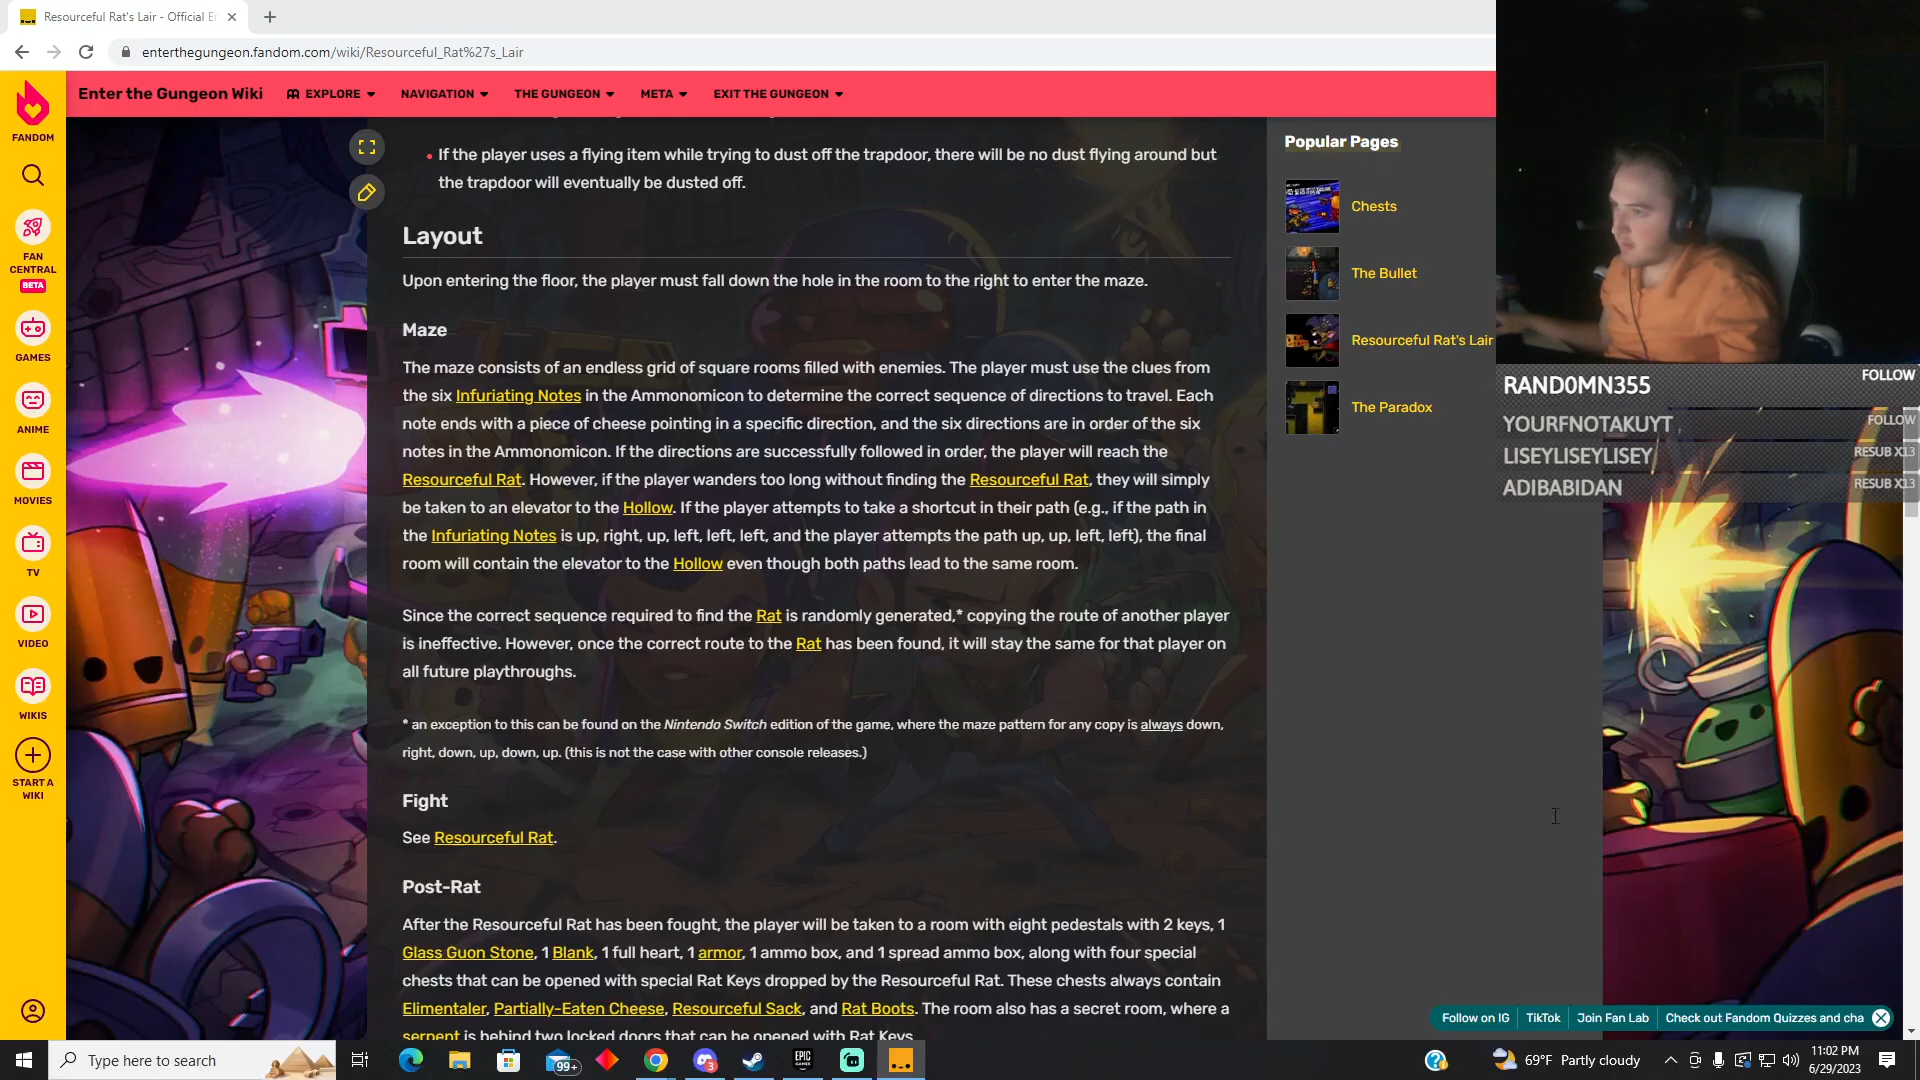 Resourceful Rat's Lair - Official En
enterthegungeon.fandom.com/wiki/Resourceful_Rat%27s_Lair
Enter the Gungeon Wiki
EXPLORE
NAVIGATION
THE GUNGEON
META
EXIT THE GUNGEON
FANDOM
FAN
CENTRAL
BETA
GAMES
ANIME
MOVIES
TV
VIDEO
WIKIS
START A
WIKI
If the player uses a flying item while trying to dust off the trapdoor, there will be no dust flying around but
the trapdoor will eventually be dusted off.
Layout
Upon entering the floor, the player must fall down the hole in the room to the right to enter the maze.
Maze
The maze consists of an endless grid of square rooms filled with enemies. The player must use the clues from
the six Infuriating Notes in the Ammonomicon to determine the correct sequence of directions to travel. Each
note ends with a piece of cheese pointing in a specific direction, and the six directions are in order of the six
notes in the Ammonomicon. If the directions are successfully followed in order, the player will reach the
Resourceful Rat. However, if the player wanders too long without finding the Resourceful Rat, they will simply
be taken to an elevator to the Hollow. If the player attempts to take a shortcut in their path (e.g., if the path in
the Infuriating Notes is up, right, up, left, left, left, and the player attempts the path up, up, left, left), the final
room will contain the elevator to the Hollow even though both paths lead to the same room.
Since the correct sequence required to find the Rat is randomly generated,* copying the route of another player
is ineffective. However, once the correct route to the Rat has been found, it will stay the same for that player on
all future playthroughs.
* an exception to this can be found on the Nintendo Switch edition of the game, where the maze pattern for any copy is always down,
right, down, up, down, up. (this is not the case with other console releases.)
Fight
See Resourceful Rat.
Post-Rat
After the Resourceful Rat has been fought, the player will be taken to a room with eight pedestals with 2 keys, 1
Glass Guon Stone, 1 Blank, 1 full heart, 1 armor, 1 ammo box, and 1 spread ammo box, along with four special
chests that can be opened with special Rat Keys dropped by the Resourceful Rat. These chests always contain
Elimentaler, Partially-Eaten Cheese, Resourceful Sack, and Rat Boots. The room also has a secret room, where a
serpent is behind two locked doors that can be opened with Rat Keys.
Popular Pages
Chests
The Bullet
Resourceful Rat's Lair
The Paradox
RAND0MN355 FOLLOW
YOURFNOTAKUYT FOLLOW
LISEYLISEYLISEY RESUB X13
ADIBABIDAN RESUB X13
Follow on IG
TikTok
Join Fan Lab
Check out Fandom Quizzes and cha
Type here to search
99+
3
EPIC
GAMES
69°F Partly cloudy
11:02 PM
6/29/2023